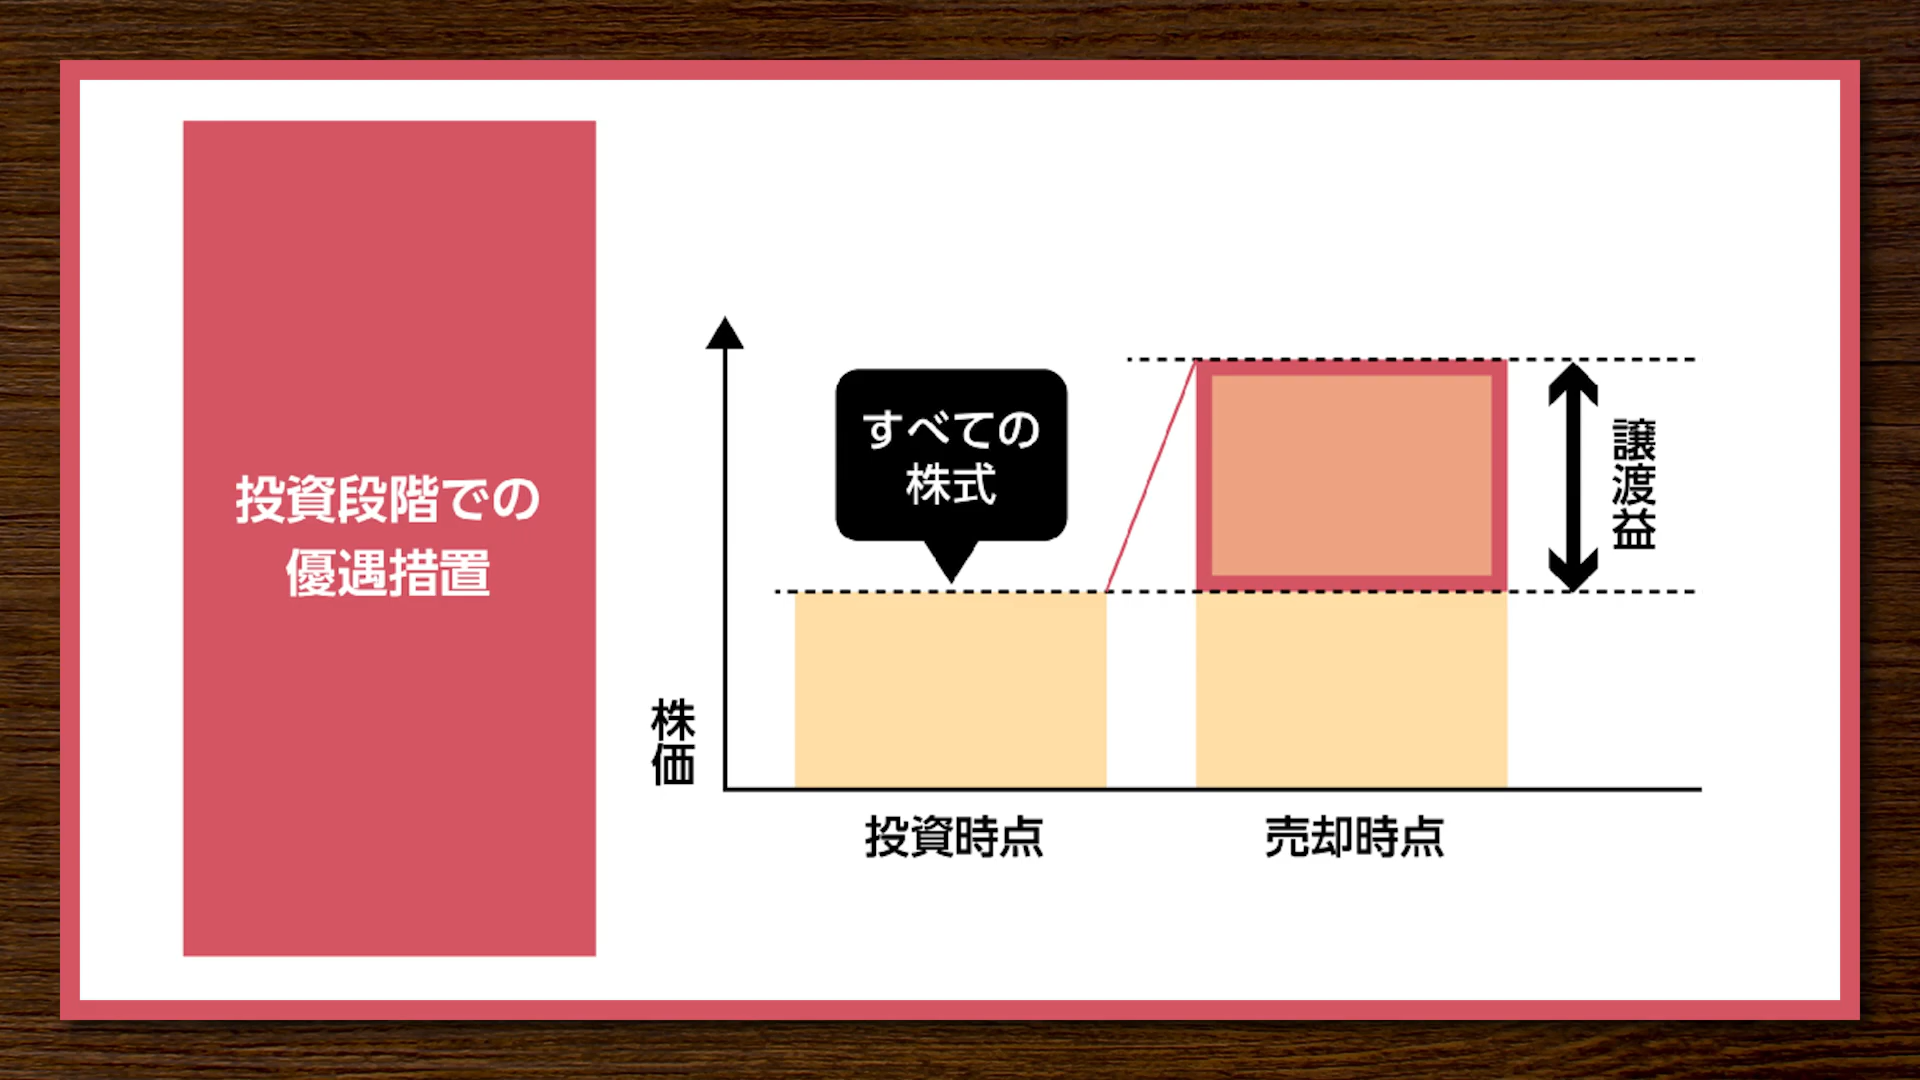 投資段階での
優遇措置
すべての
株式
譲渡益
株価
投資時点
売却時点